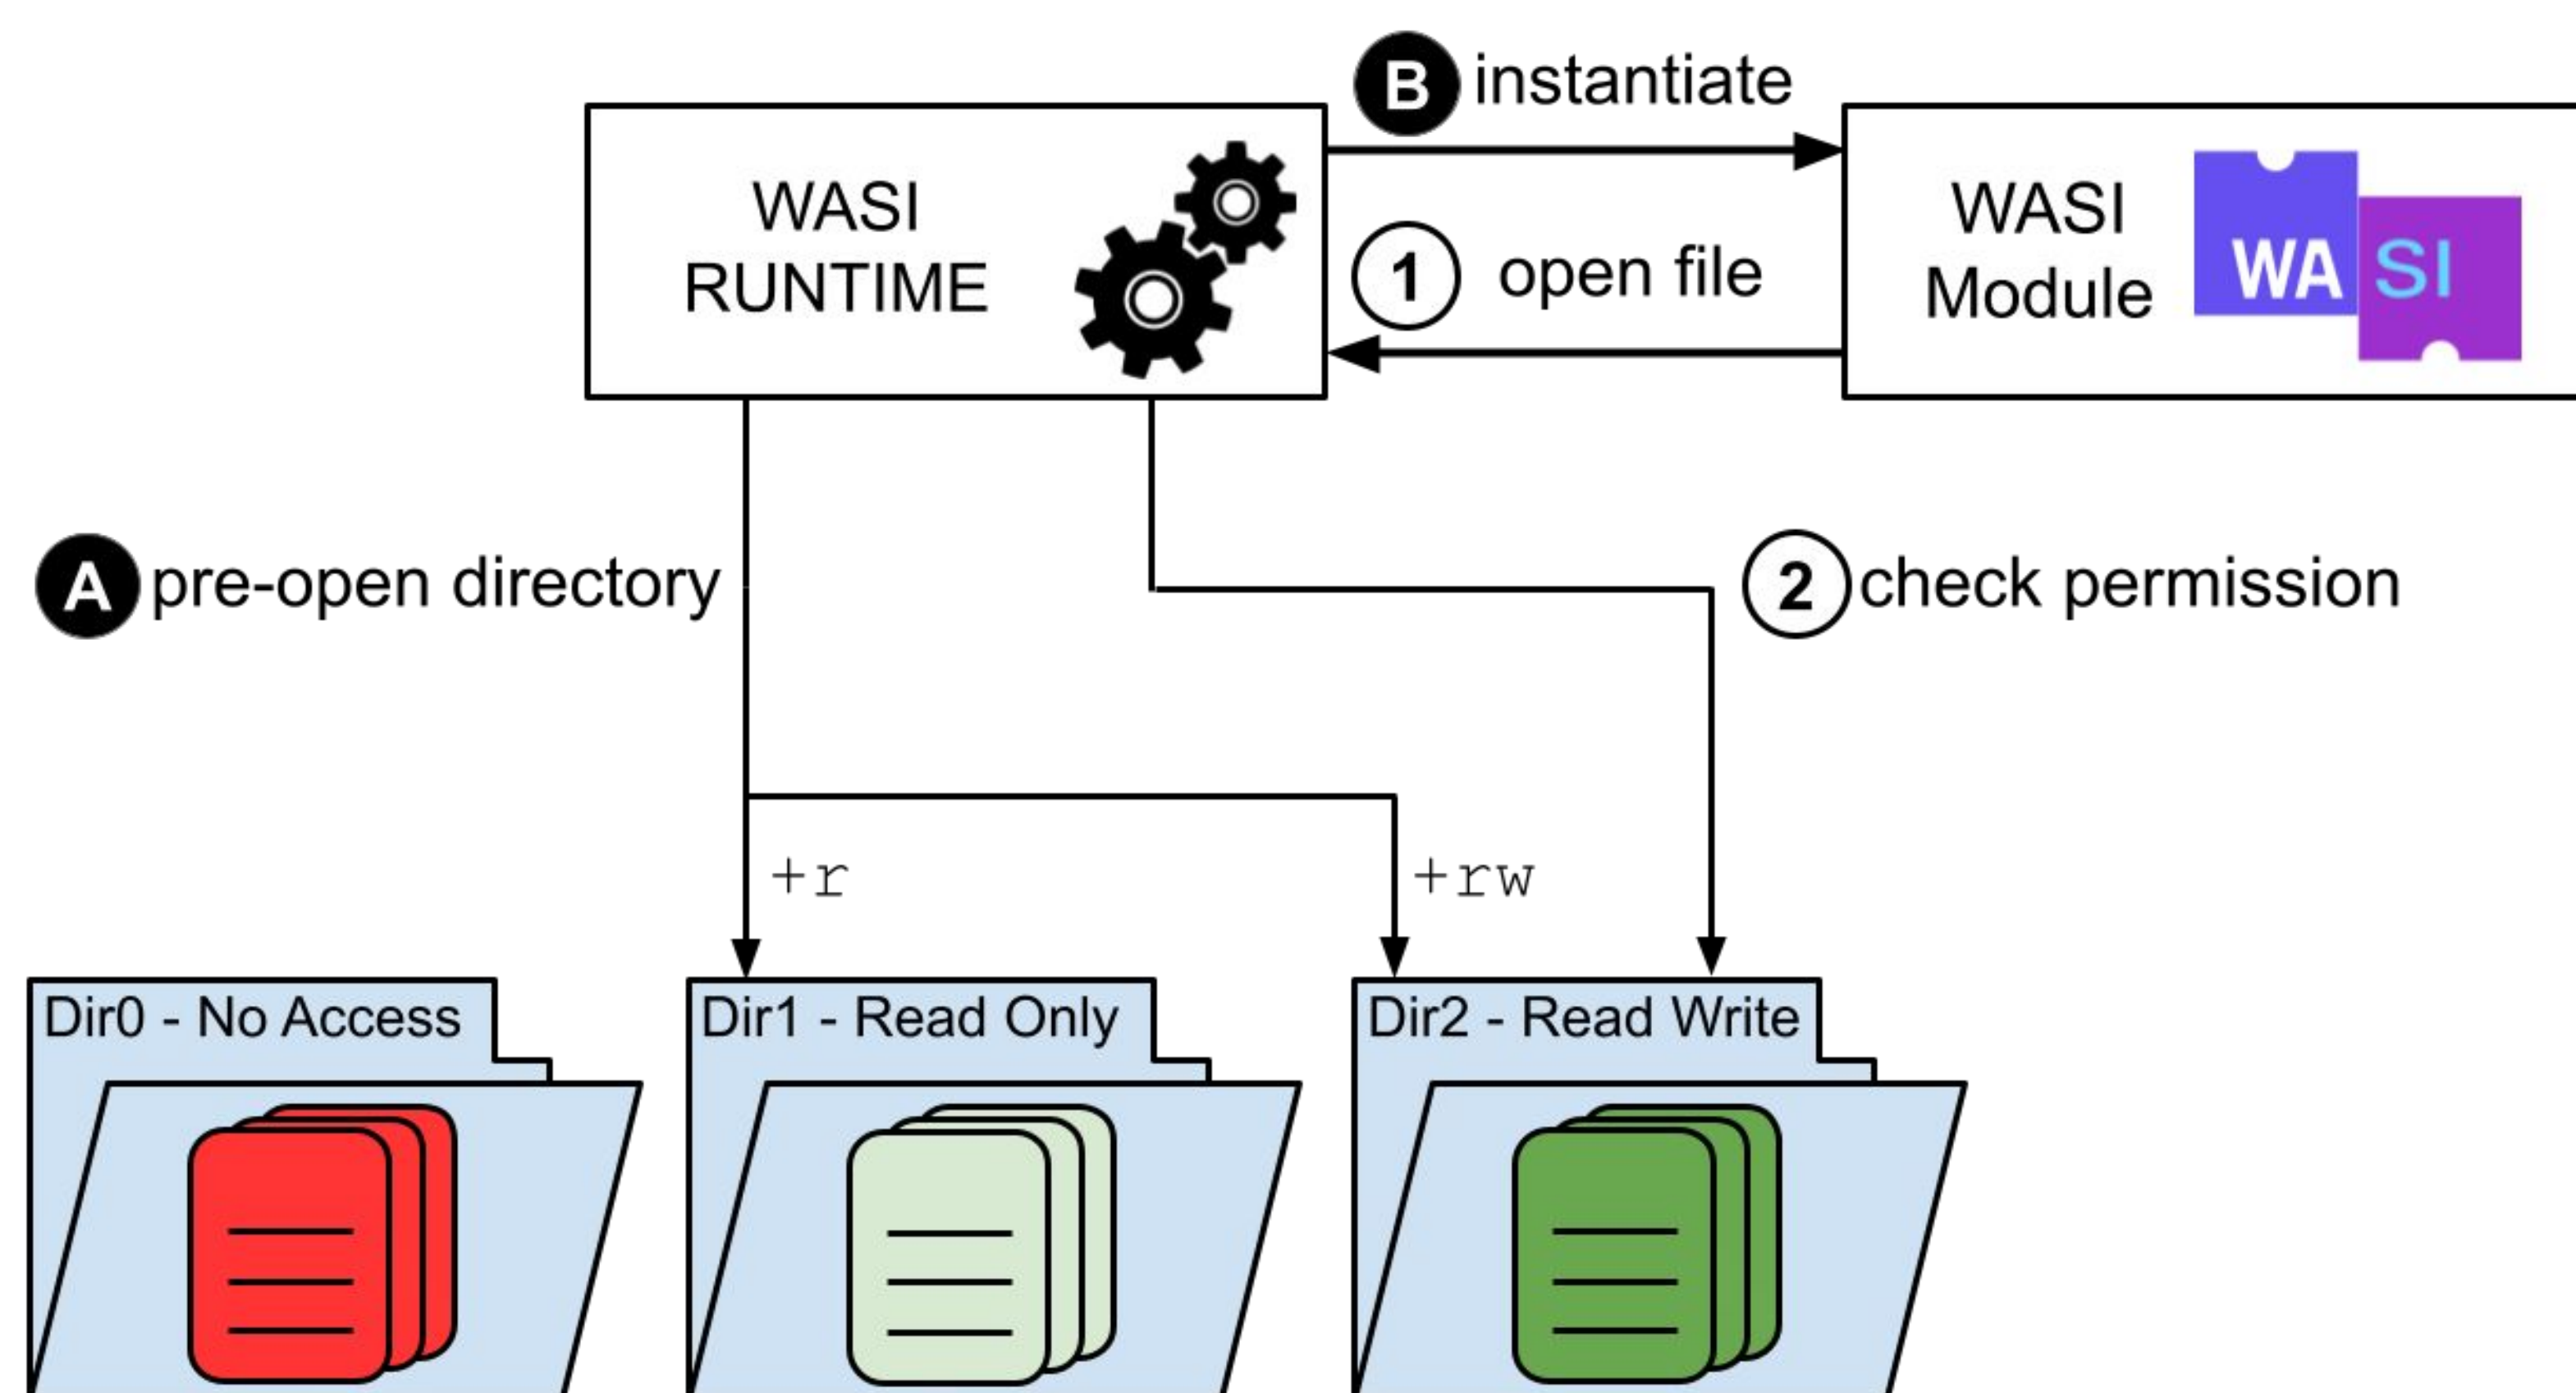 B instantiate
WASI
RUNTIME
1 open file
WASI
Module
WA SI
A pre-open directory
2 check permission
+r
+rw
Dir0 - No Access
Dir1 - Read Only
Dir2 - Read Write